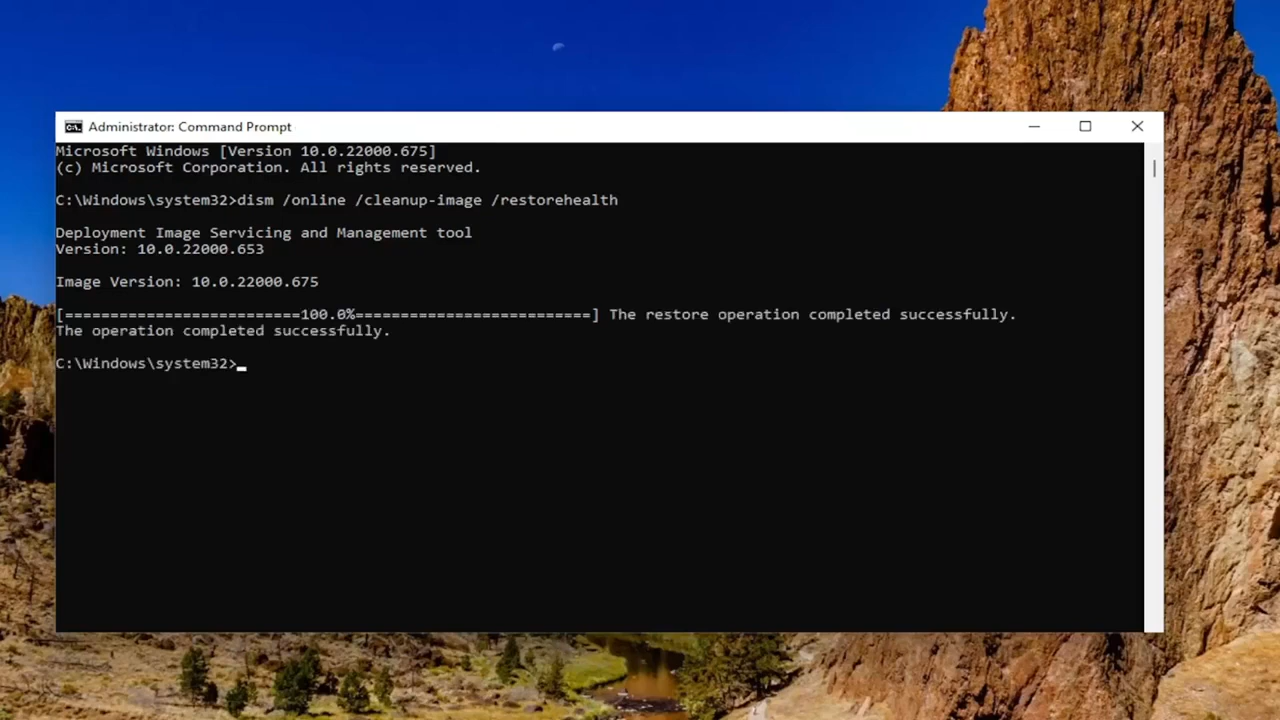 Administrator: Command Prompt
Microsoft Windows [Version 10.0.22000.675]
(c) Microsoft Corporation. All rights reserved.
C:\Windows\system32>dism /online /cleanup-image /restorehealth
Deployment Image Servicing and Management tool
Version: 10.0.22000.653
Image Version: 10.0.22000.675
[==========================100.0%==========================] The restore operation completed successfully.
The operation completed successfully.
C:\Windows\system32>